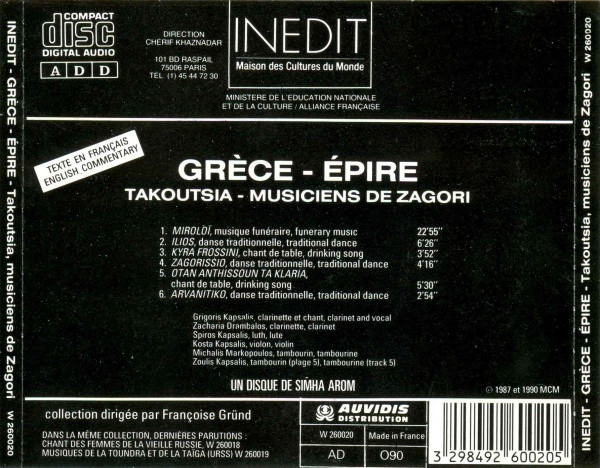 INEDIT - GRÈCE - ÉPIRE - Takoutsia, musiciens de Zagori W 260020
COMPACT
disc
DIGITAL AUDIO
A D D
DIRECTION
CHERIF KHAZNADAR
101 BD RASPAIL
75006 PARIS
TEL (1) 45 44 72 30
INEDIT
Maison des Cultures du Monde
MINISTERE DE L'EDUCATION NATIONALE
ET DE LA CULTURE / ALLIANCE FRANÇAISE
TEXTE EN FRANÇAIS
ENGLISH COMMENTARY
GRÈCE - ÉPIRE
TAKOUTSIA - MUSICIENS DE ZAGORI
1. MIROLDÏ, musique funéraire, funerary music 22'55"
2. ILIOS, danse traditionnelle, traditional dance 6'26"
3. KYRA FROSSINI, chant de table, drinking song 3'52"
4. ZAGORISSIO, danse traditionnelle, traditional dance 4'16"
5. OTAN ANTHISSOUN TA KLARIA,
chant de table, drinking song 5'30"
6. ARVANITIKO, danse traditionnelle, traditional dance 2'54"
Grigoris Kapsalis, clarinette et chant, clarinet and vocal
Zacharia Drambalos, clarinette, clarinet
Spiros Kapsalis, luth, lute
Kosta Kapsalis, violon, violin
Michalis Markopoulos, tambourin, tambourine
Zoulis Kapsalis, tambourin (plage 5), tambourine (track 5)
UN DISQUE DE SIMHA AROM
℗ 1987 et 1990 MCM
collection dirigée par Françoise Gründ
DANS LA MÊME COLLECTION, DERNIÈRES PARUTIONS :
CHANT DES FEMMES DE LA VIEILLE RUSSIE, W 260018
MUSIQUES DE LA TOUNDRA ET DE LA TAÏGA (URSS) W 260019
AUVIDIS
DISTRIBUTION
W 260020 Made in France
AD 090
3 298492 600205
INEDIT - GRÈCE - ÉPIRE - Takoutsia, musiciens de Zagori W 260020